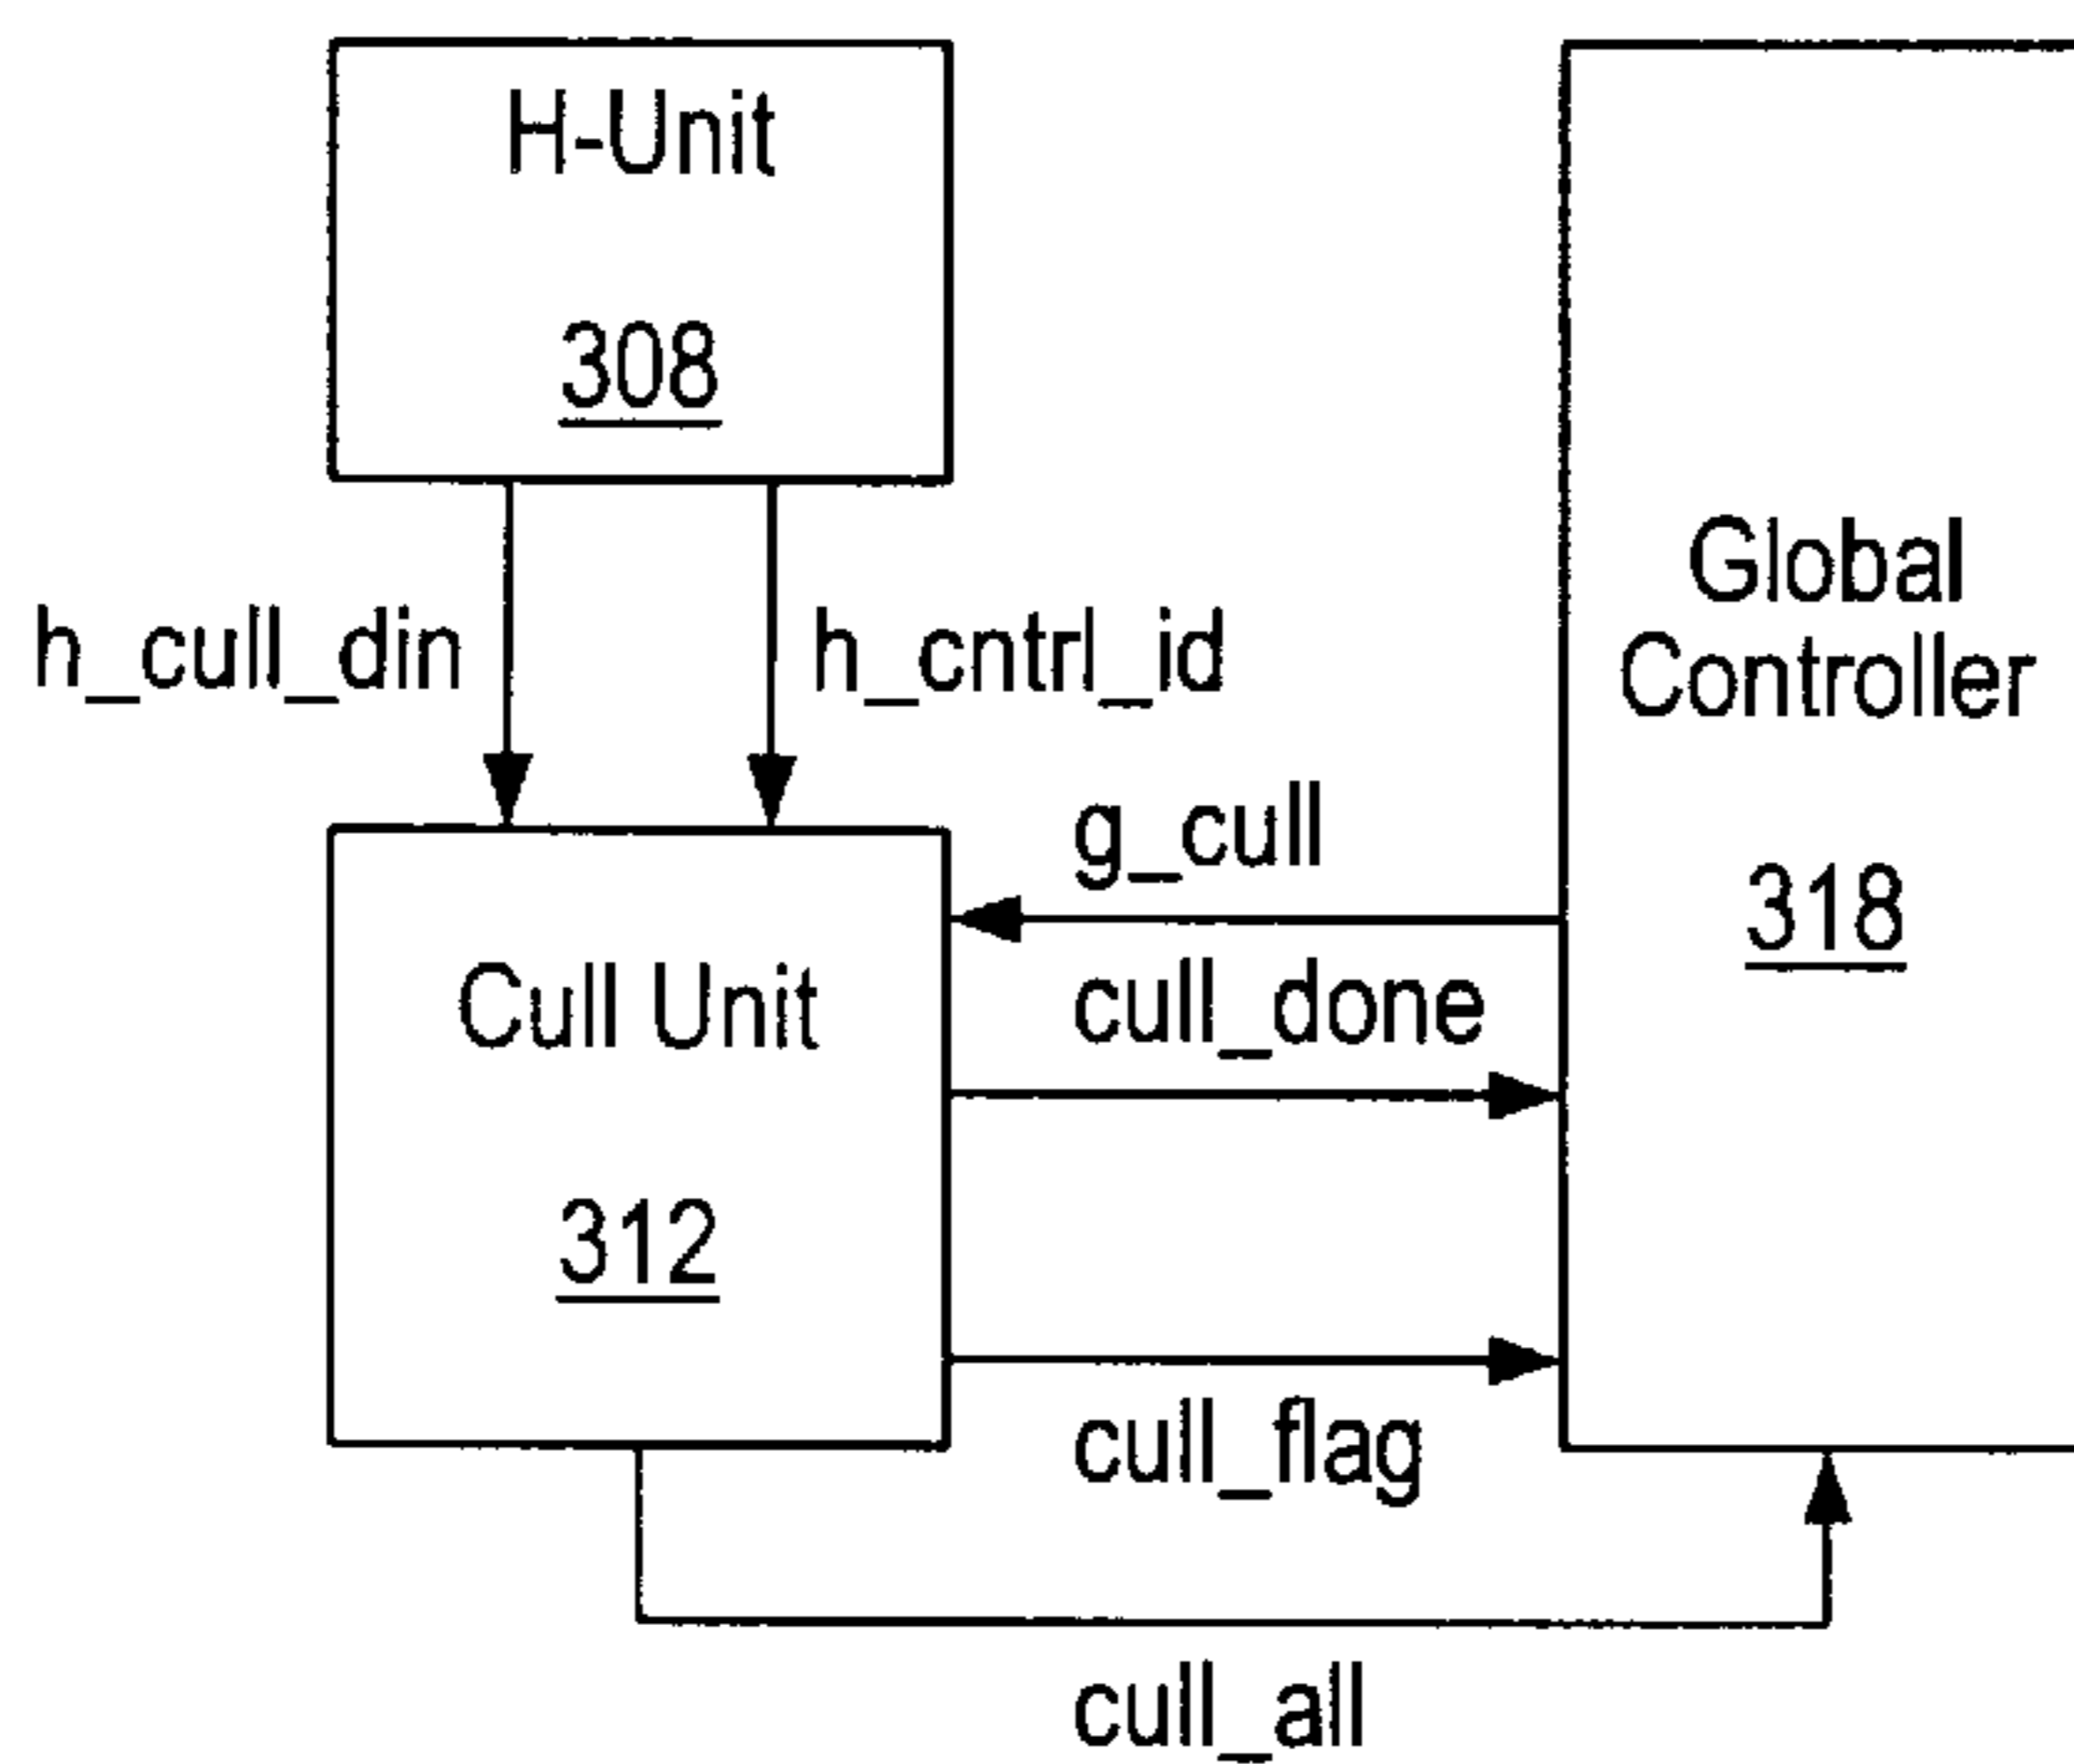 H-Unit
308
h_cull_din
h_cntrl_id
Global
Controller
318
g_cull
cull_done
Cull Unit
312
cull_flag
cull_all